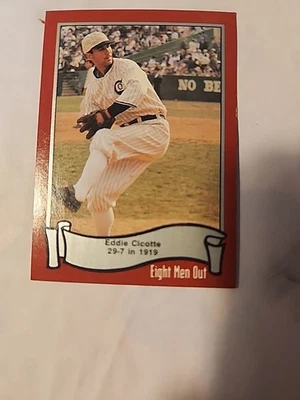 NO BE
Eddie Cicotte
29-7 in 1919
Eight Men Out